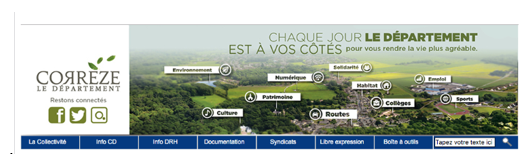 CHAQUE JOUR LE DÉPARTEMENT
EST À VOS CÔTÉS pour vous rendre la vie plus agréable.
CORRÈZE
LE DÉPARTEMENT
Restons connectés
Environnement
Solidarité
Numérique
Emploi
Habitat
Patrimoine
Collèges
Sports
Culture
Routes
La Collectivité Info CD Info DRH Documentation Syndicats Libre expression Boîte à outils Tapez votre texte ici